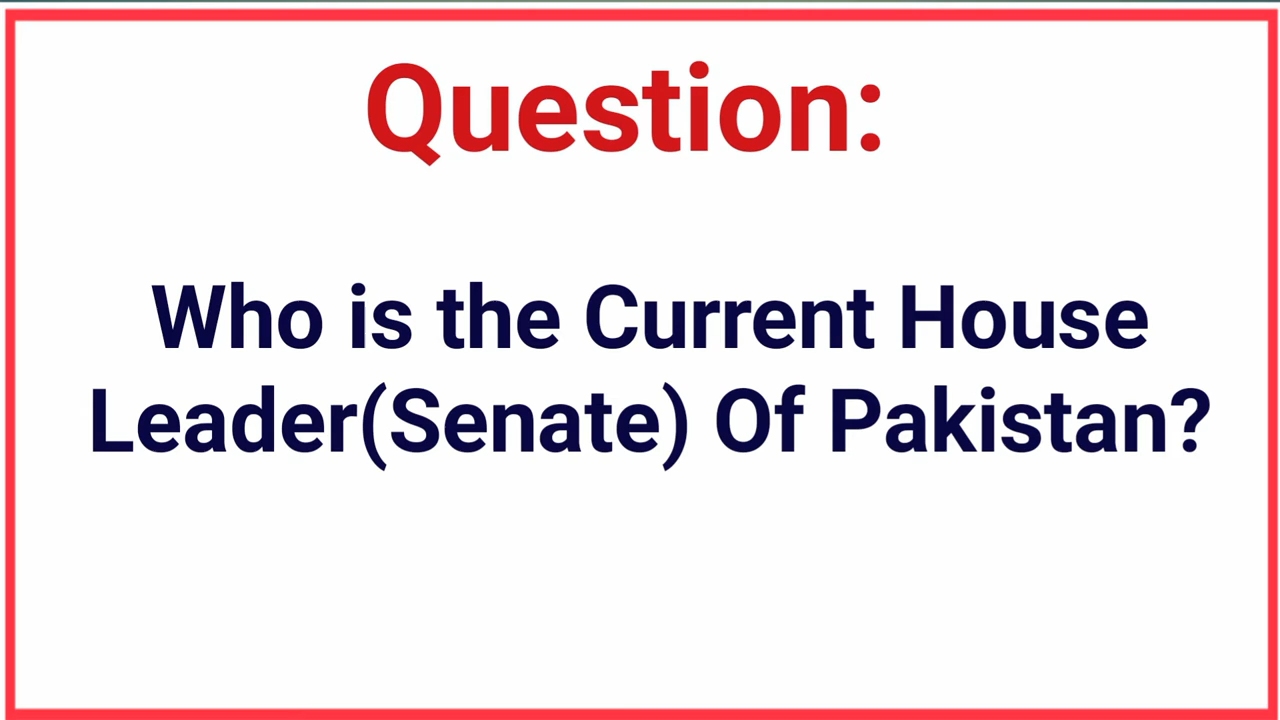 Question:
Who is the Current House
Leader(Senate) Of Pakistan?